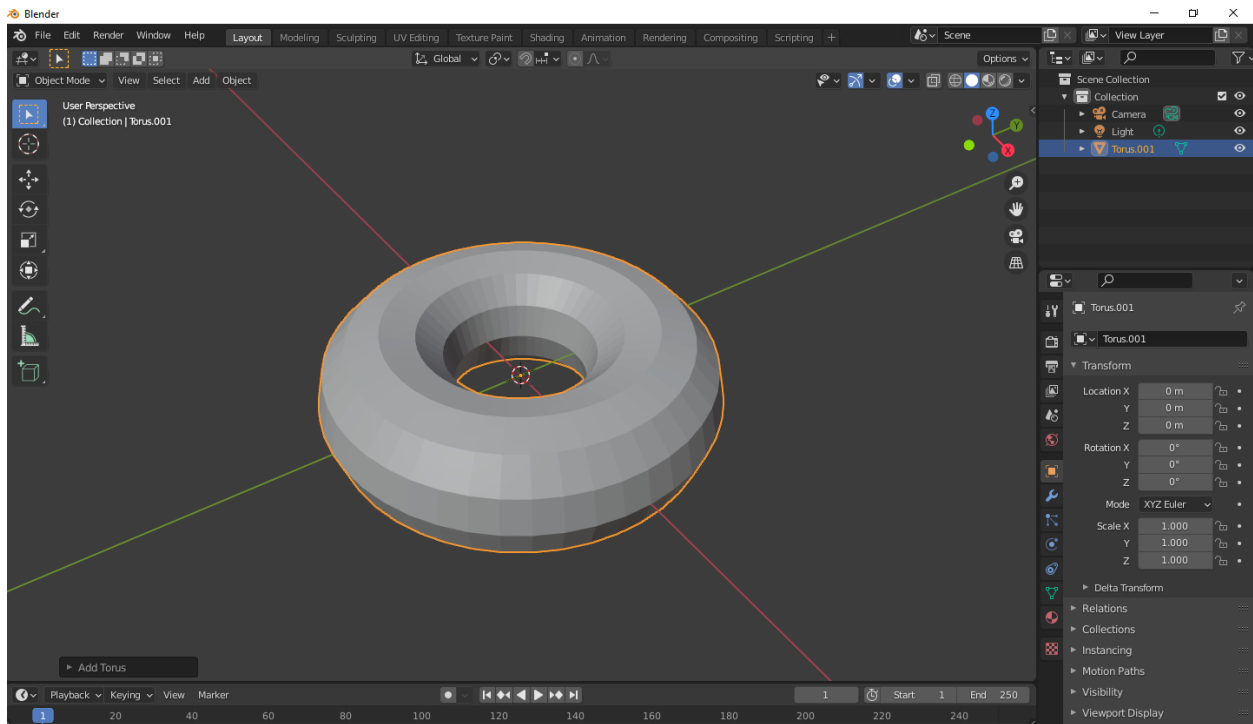 Blender
File Edit Render Window Help Layout Modeling Sculpting UV Editing Texture Paint Shading Animation Rendering Compositing Scripting + Scene View Layer
Global Options
Object Mode View Select Add Object
User Perspective
(1) Collection | Torus.001
Z
Y
X
Scene Collection
Collection
Camera
Light
Torus.001
Torus.001
Torus.001
Transform
Location X 0 m
Y 0 m
Z 0 m
Rotation X 0°
Y 0°
Z 0°
Mode XYZ Euler
Scale X 1.000
Y 1.000
Z 1.000
Delta Transform
Relations
Collections
Instancing
Motion Paths
Visibility
Viewport Display
Add Torus
Playback Keying View Marker 1 Start 1 End 250
1 20 40 60 80 100 120 140 160 180 200 220 240